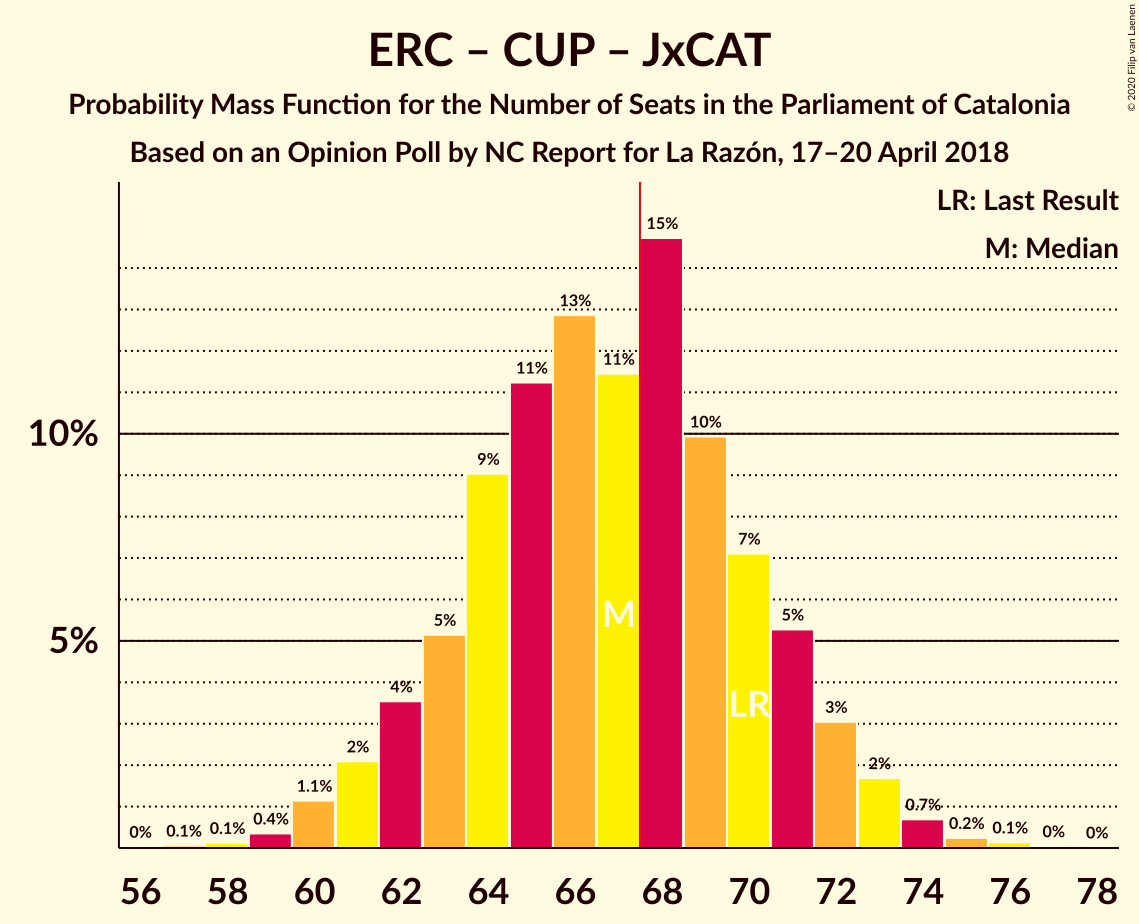 ERC – CUP – JxCAT
Probability Mass Function for the Number of Seats in the Parliament of Catalonia
Based on an Opinion Poll by NC Report for La Razón, 17–20 April 2018
© 2020 Filip van Laenen
LR: Last Result
M: Median
15%
13%
11%
11%
10%
10%
9%
7%
M
5%
5%
5%
LR
4%
3%
2%
2%
1.1%
0.7%
0%
0.1%
0.1%
0.4%
0.2%
0.1%
0%
0%
56 58 60 62 64 66 68 70 72 74 76 78